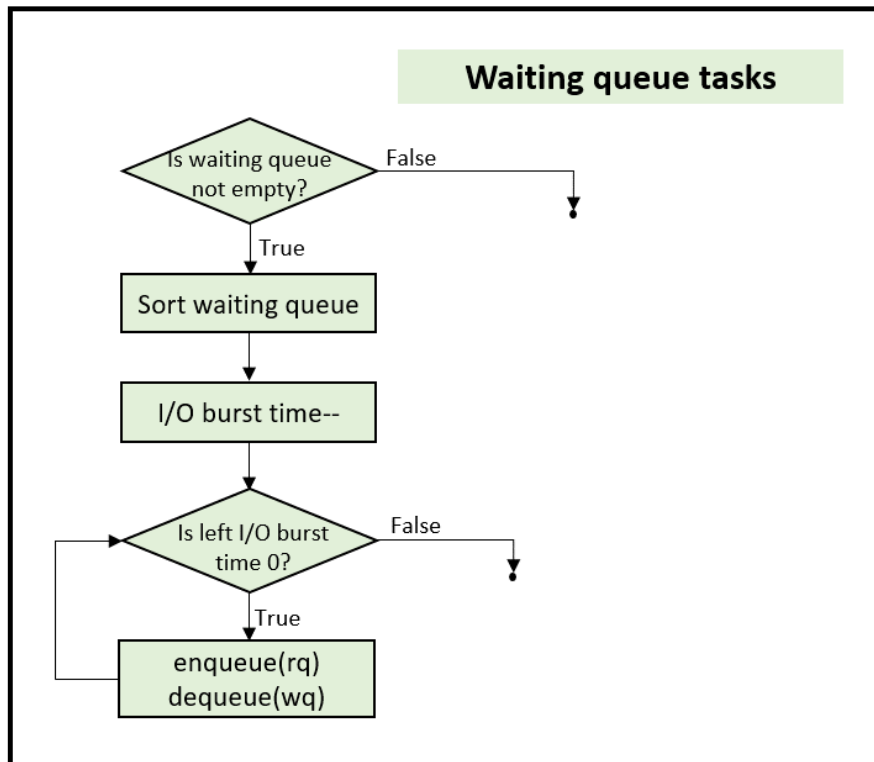 Waiting queue tasks
Is waiting queue
not empty?
False
True
Sort waiting queue
I/O burst time--
Is left I/O burst
time 0?
False
True
enqueue(rq)
dequeue(wq)